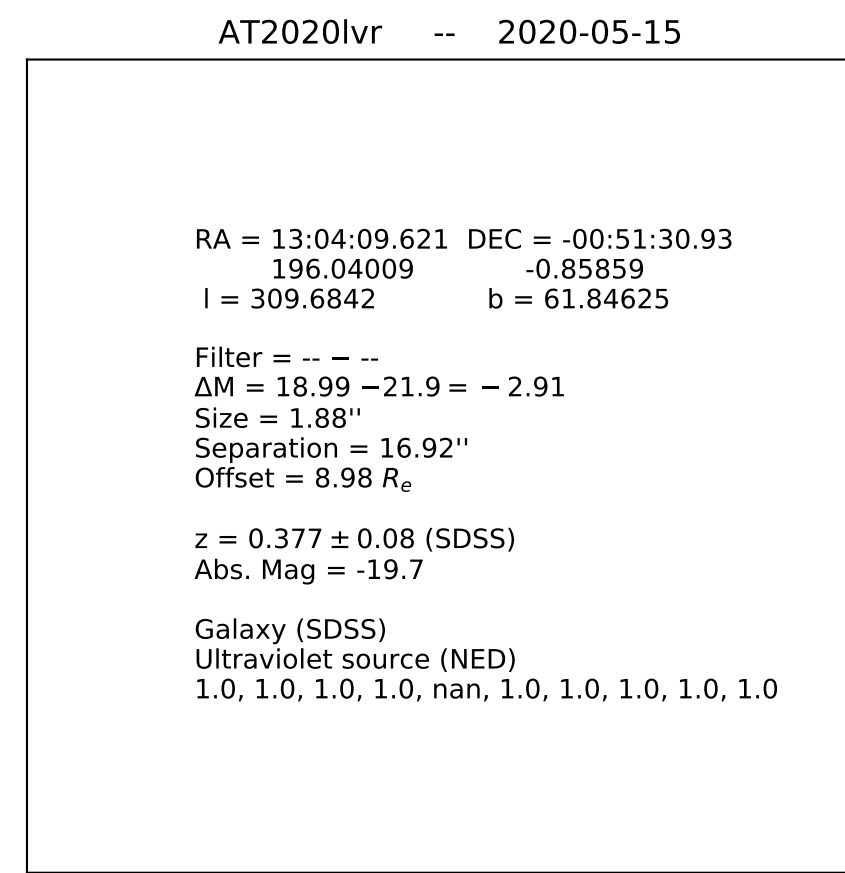 AT2020lvr -- 2020-05-15
RA = 13:04:09.621 DEC = -00:51:30.93
196.04009 -0.85859
l = 309.6842 b = 61.84625
Filter = -- − --
ΔM = 18.99 −21.9 = − 2.91
Size = 1.88''
Separation = 16.92''
Offset = 8.98 Rₑ
z = 0.377 ± 0.08 (SDSS)
Abs. Mag = -19.7
Galaxy (SDSS)
Ultraviolet source (NED)
1.0, 1.0, 1.0, 1.0, nan, 1.0, 1.0, 1.0, 1.0, 1.0